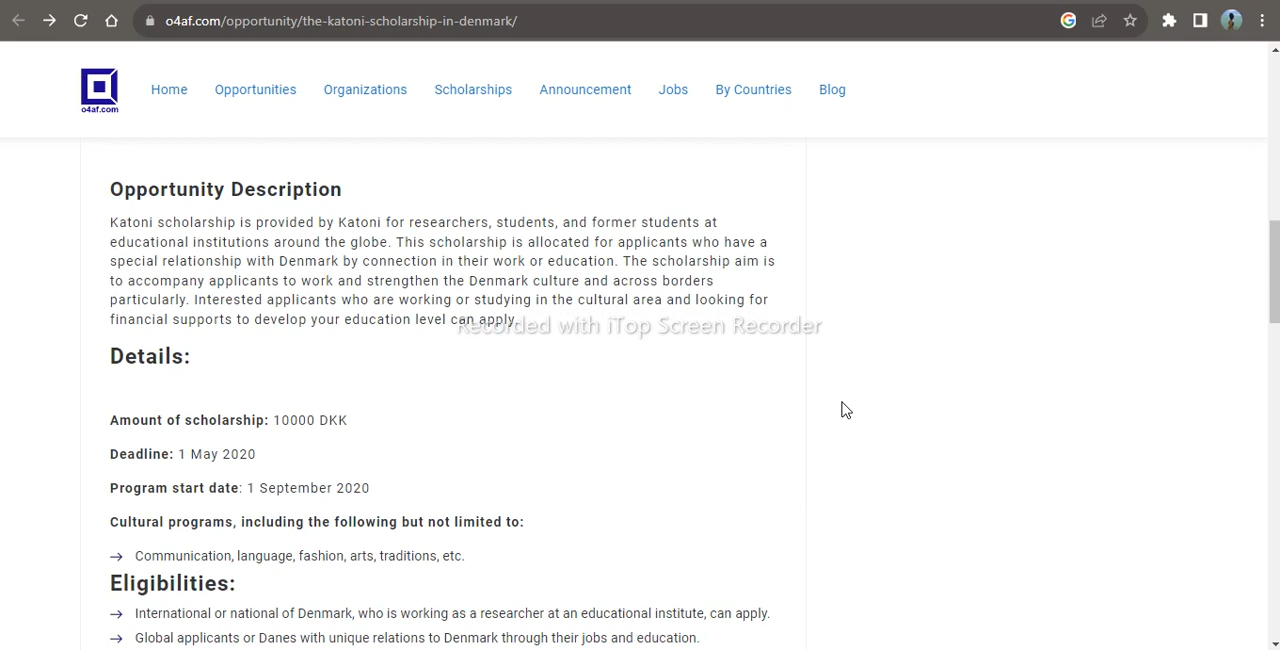 o4af.com/opportunity/the-katoni-scholarship-in-denmark/
o4af.com
Home Opportunities Organizations Scholarships Announcement Jobs By Countries Blog
Opportunity Description
Katoni scholarship is provided by Katoni for researchers, students, and former students at
educational institutions around the globe. This scholarship is allocated for applicants who have a
special relationship with Denmark by connection in their work or education. The scholarship aim is
to accompany applicants to work and strengthen the Denmark culture and across borders
particularly. Interested applicants who are working or studying in the cultural area and looking for
financial supports to develop your education level can apply.
Recorded with iTop Screen Recorder
Details:
Amount of scholarship: 10000 DKK
Deadline: 1 May 2020
Program start date: 1 September 2020
Cultural programs, including the following but not limited to:
Communication, language, fashion, arts, traditions, etc.
Eligibilities:
International or national of Denmark, who is working as a researcher at an educational institute, can apply.
Global applicants or Danes with unique relations to Denmark through their jobs and education.